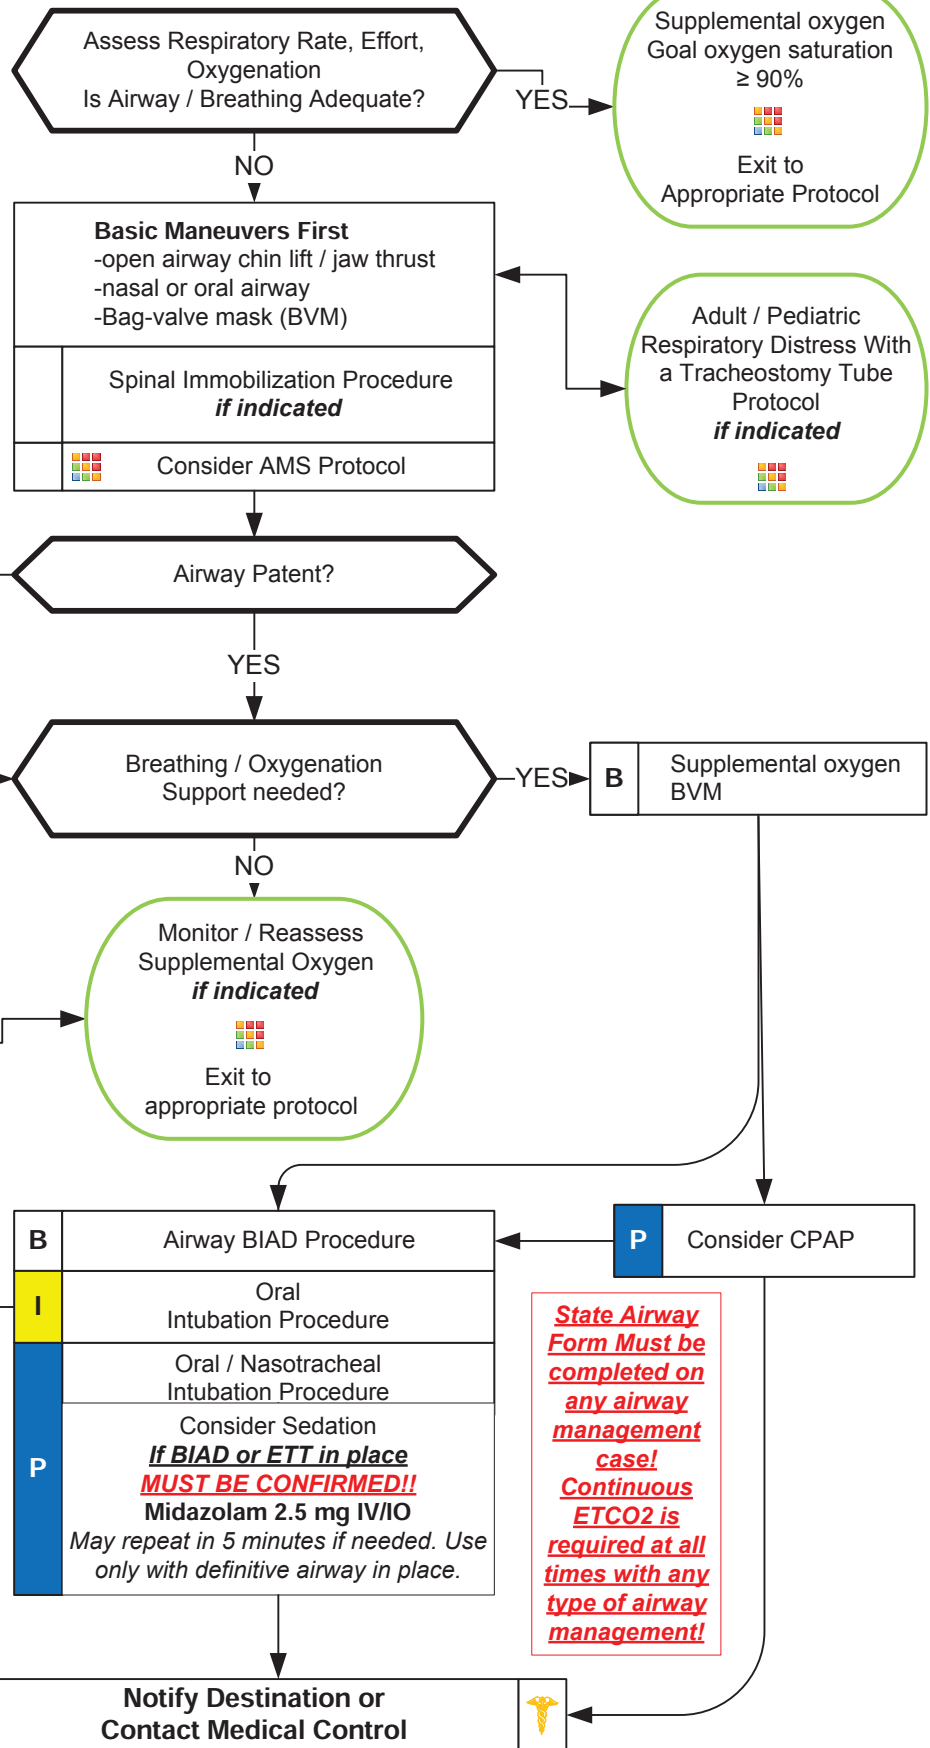 Assess Respiratory Rate, Effort,
Oxygenation
Is Airway / Breathing Adequate?
YES
Supplemental oxygen
Goal oxygen saturation
≥ 90%
Exit to
Appropriate Protocol
NO
Basic Maneuvers First
-open airway chin lift / jaw thrust
-nasal or oral airway
-Bag-valve mask (BVM)
Spinal Immobilization Procedure
if indicated
Consider AMS Protocol
Adult / Pediatric
Respiratory Distress With
a Tracheostomy Tube
Protocol
if indicated
Airway Patent?
YES
Breathing / Oxygenation
Support needed?
YES
B
Supplemental oxygen
BVM
NO
Monitor / Reassess
Supplemental Oxygen
if indicated
Exit to
appropriate protocol
B
Airway BIAD Procedure
I
Oral
Intubation Procedure
P
Oral / Nasotracheal
Intubation Procedure
Consider Sedation
If BIAD or ETT in place
MUST BE CONFIRMED!!
Midazolam 2.5 mg IV/IO
May repeat in 5 minutes if needed. Use
only with definitive airway in place.
P
Consider CPAP
State Airway
Form Must be
completed on
any airway
management
case!
Continuous
ETCO2 is
required at all
times with any
type of airway
management!
Notify Destination or
Contact Medical Control